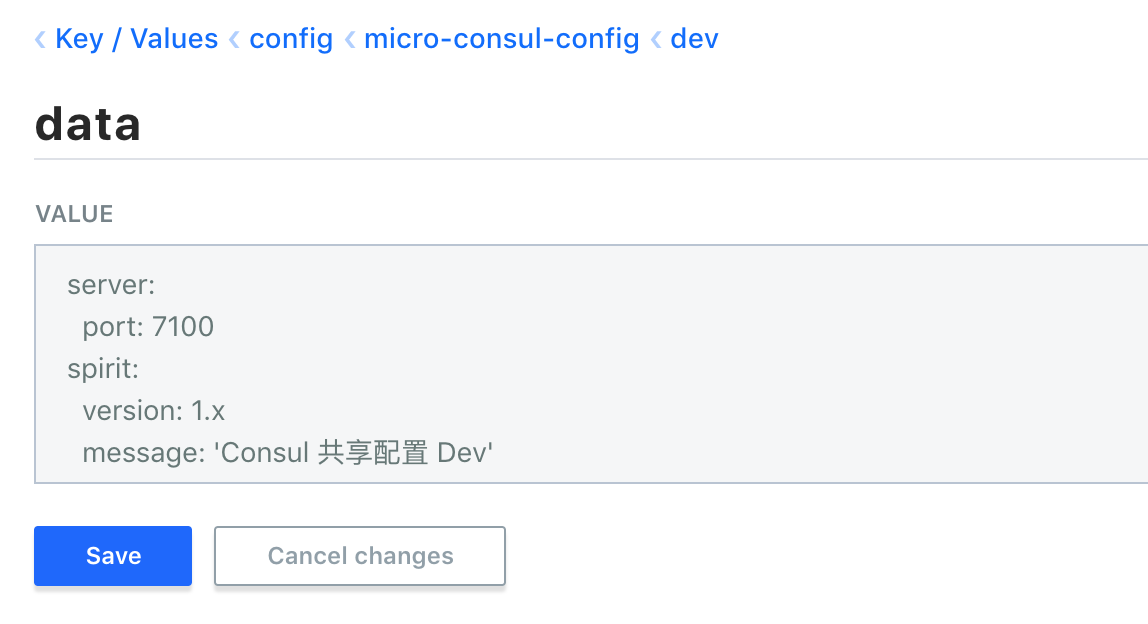 ‹ Key / Values ‹ config ‹ micro-consul-config ‹ dev
data
VALUE
server:
  port: 7100
spirit:
  version: 1.x
  message: 'Consul 共享配置 Dev'
Save Cancel changes